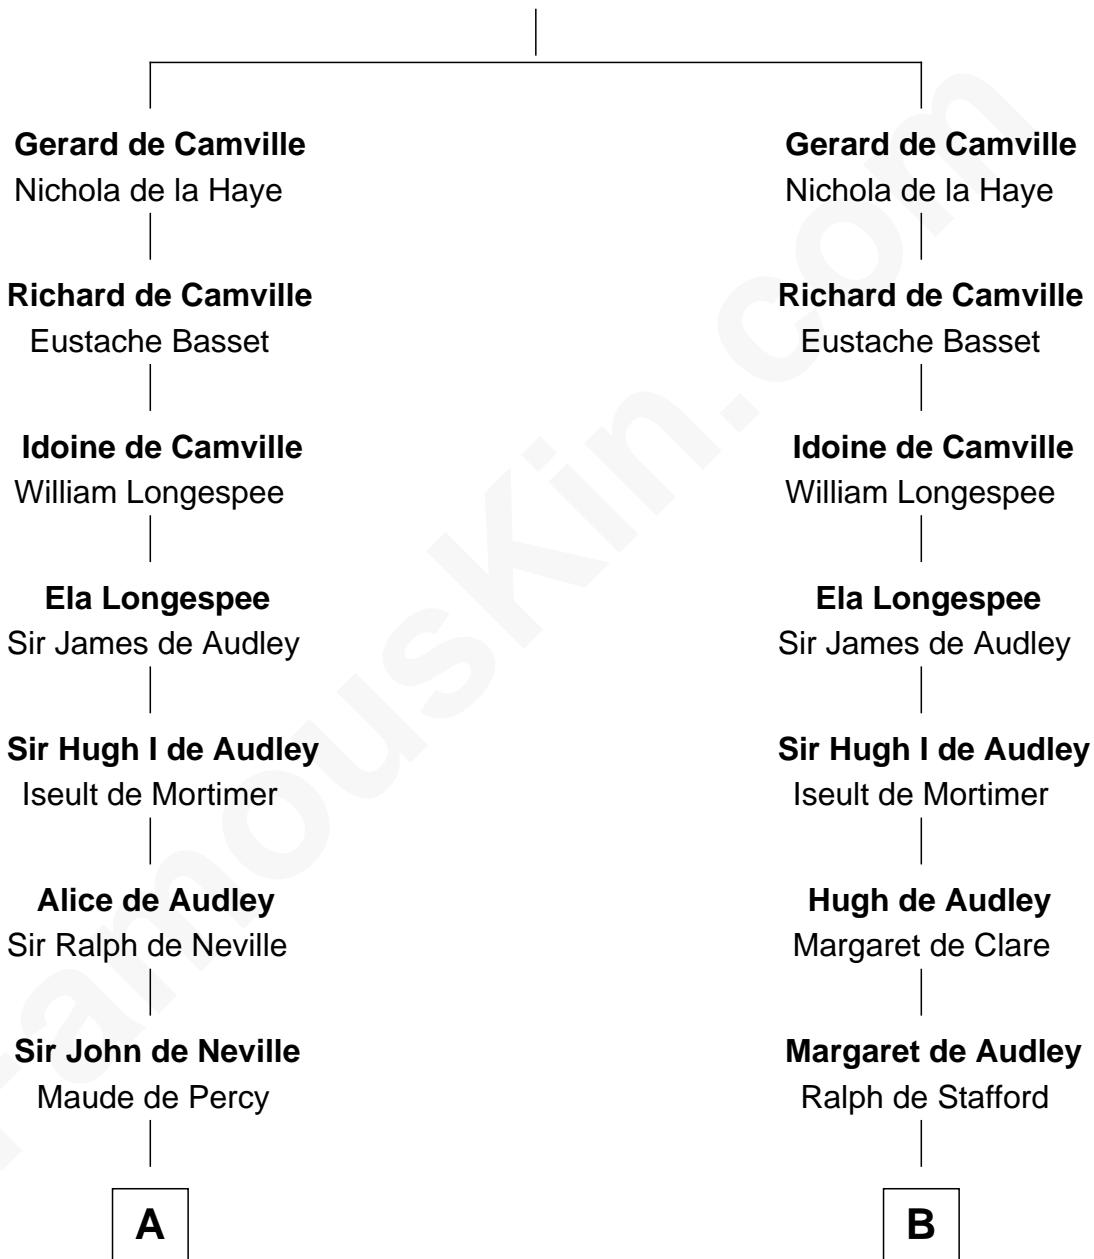 Gerard de Camville
Nichola de la Haye
Richard de Camville
Eustache Basset
Idoine de Camville
William Longespee
Ela Longespee
Sir James de Audley
Sir Hugh I de Audley
Iseult de Mortimer
Alice de Audley
Sir Ralph de Neville
Sir John de Neville
Maude de Percy
A
Gerard de Camville
Nichola de la Haye
Richard de Camville
Eustache Basset
Idoine de Camville
William Longespee
Ela Longespee
Sir James de Audley
Sir Hugh I de Audley
Iseult de Mortimer
Hugh de Audley
Margaret de Clare
Margaret de Audley
Ralph de Stafford
B
FamousKin.com